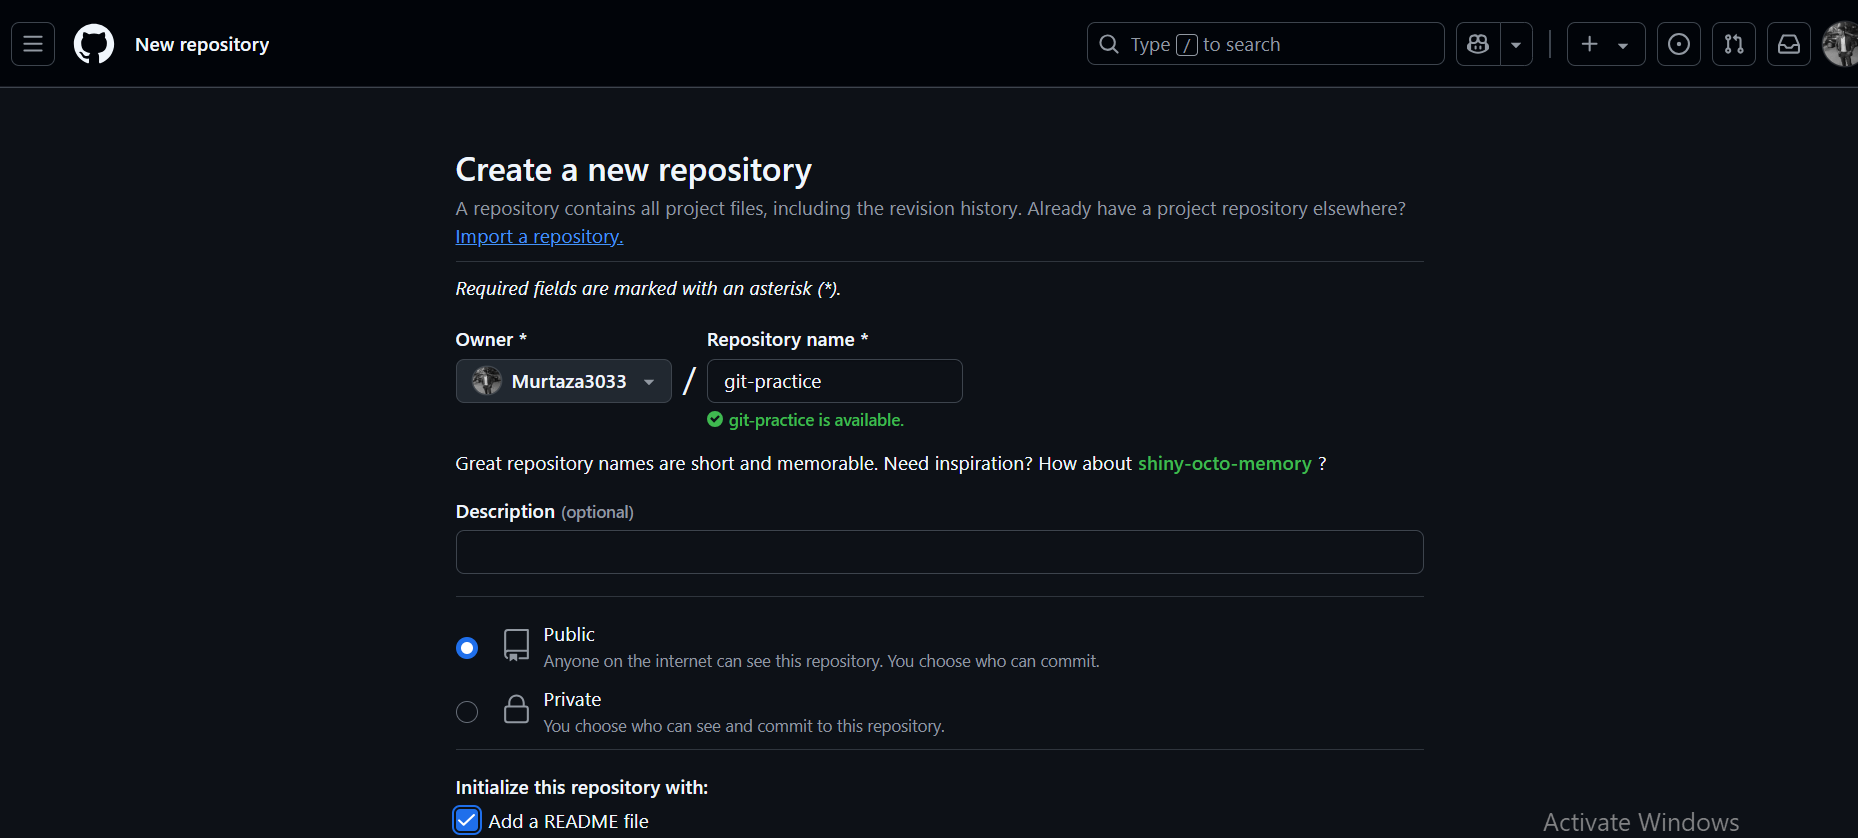 New repository
Type / to search
Create a new repository
A repository contains all project files, including the revision history. Already have a project repository elsewhere?
Import a repository.
Required fields are marked with an asterisk (*).
Owner *
Repository name *
Murtaza3033
/
git-practice
git-practice is available.
Great repository names are short and memorable. Need inspiration? How about shiny-octo-memory ?
Description (optional)
Public
Anyone on the internet can see this repository. You choose who can commit.
Private
You choose who can see and commit to this repository.
Initialize this repository with:
Add a README file
Activate Windows